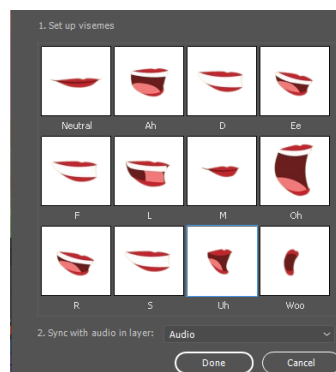 1. Set up visemes
Neutral Ah D Ee
F L M Oh
R S Uh Woo
2. Sync with audio in layer: Audio
Done Cancel